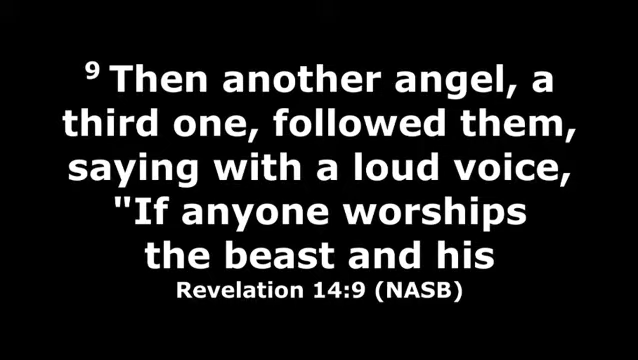 9 Then another angel, a
third one, followed them,
saying with a loud voice,
"If anyone worships
the beast and his
Revelation 14:9 (NASB)